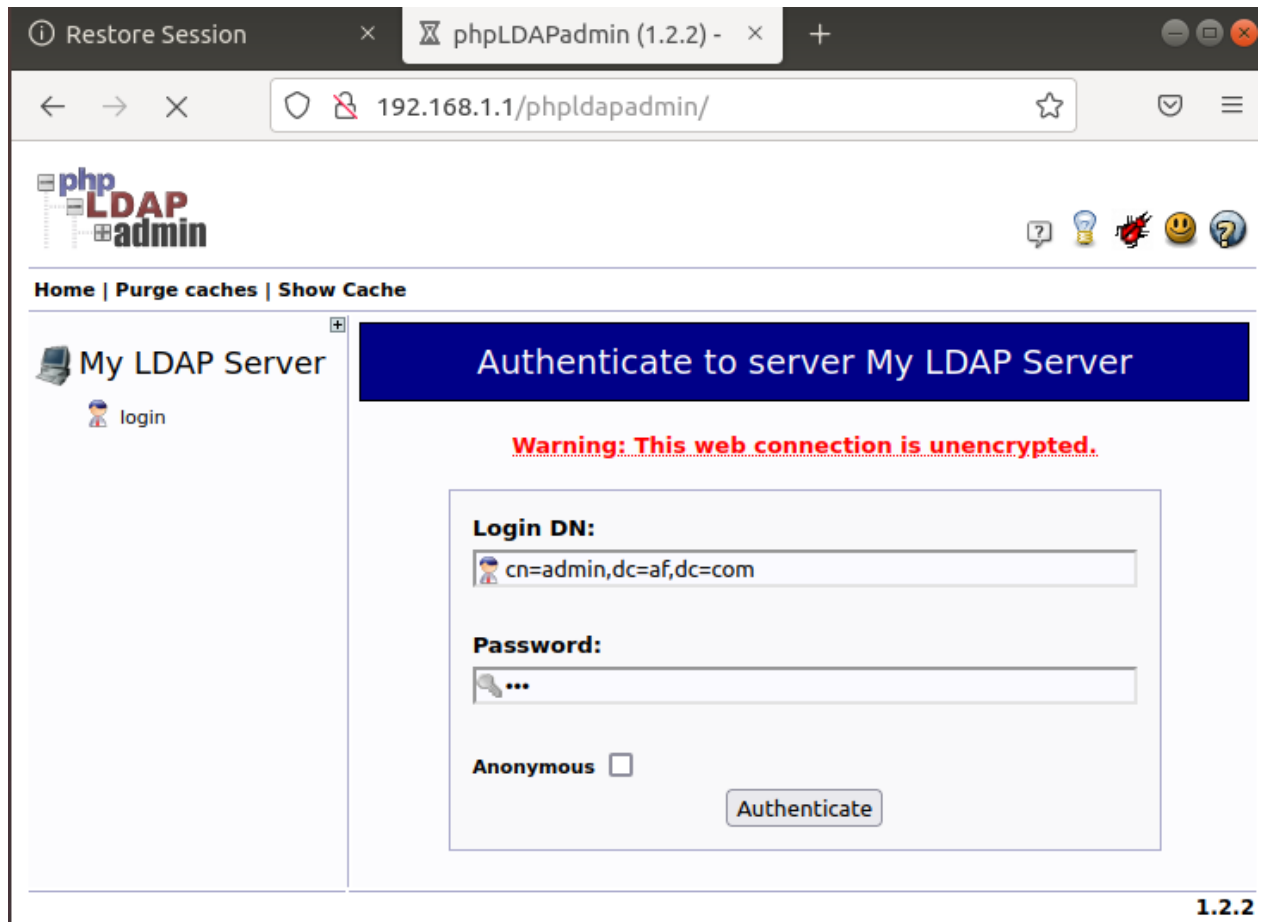 Restore Session
phpLDAPadmin (1.2.2) -
192.168.1.1/phpldapadmin/
php
LDAP
admin
Home | Purge caches | Show Cache
My LDAP Server
login
Authenticate to server My LDAP Server
Warning: This web connection is unencrypted.
Login DN:
cn=admin,dc=af,dc=com
Password:
•••
Anonymous
Authenticate
1.2.2